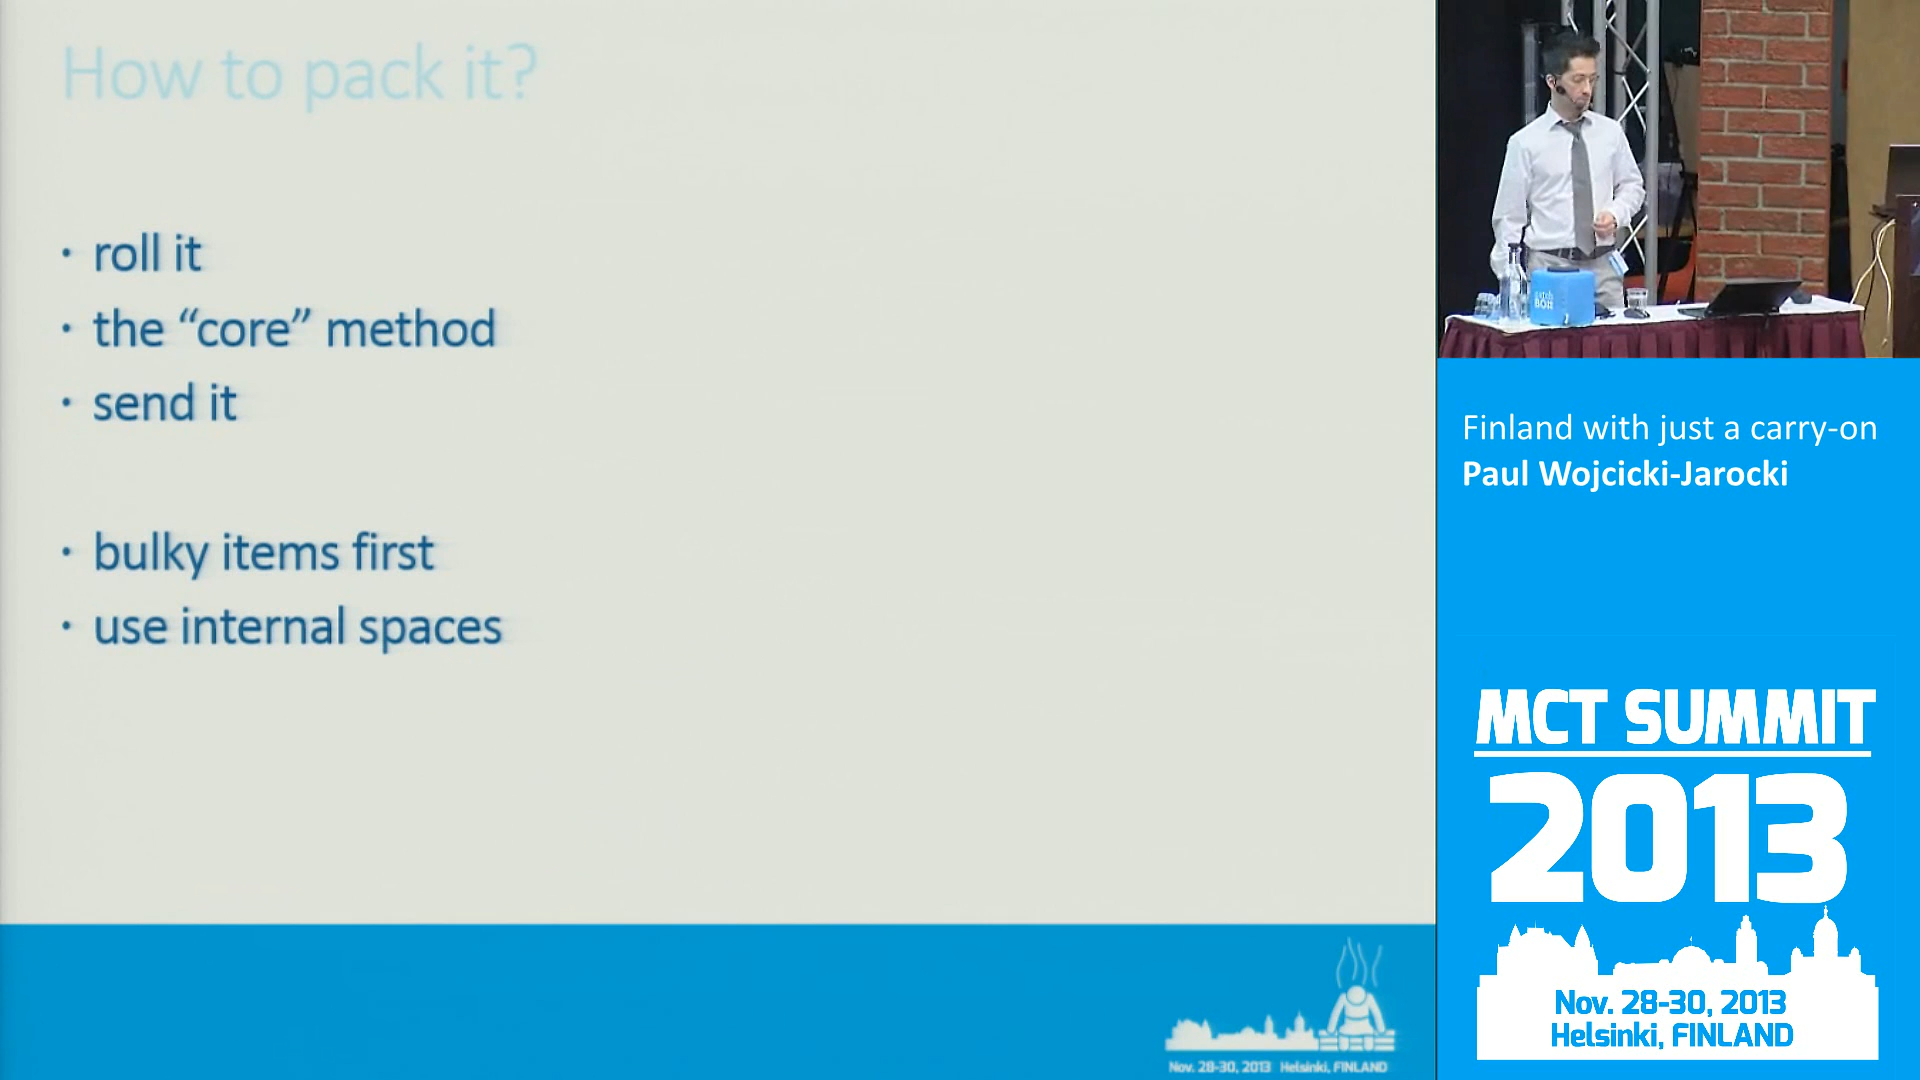 How to pack it?
• roll it
• the “core” method
• send it
• bulky items first
• use internal spaces
Nov. 28-30, 2013 Helsinki, FINLAND
catch
BOX
Finland with just a carry-on
Paul Wojcicki-Jarocki
MCT SUMMIT
2013
Nov. 28-30, 2013
Helsinki, FINLAND